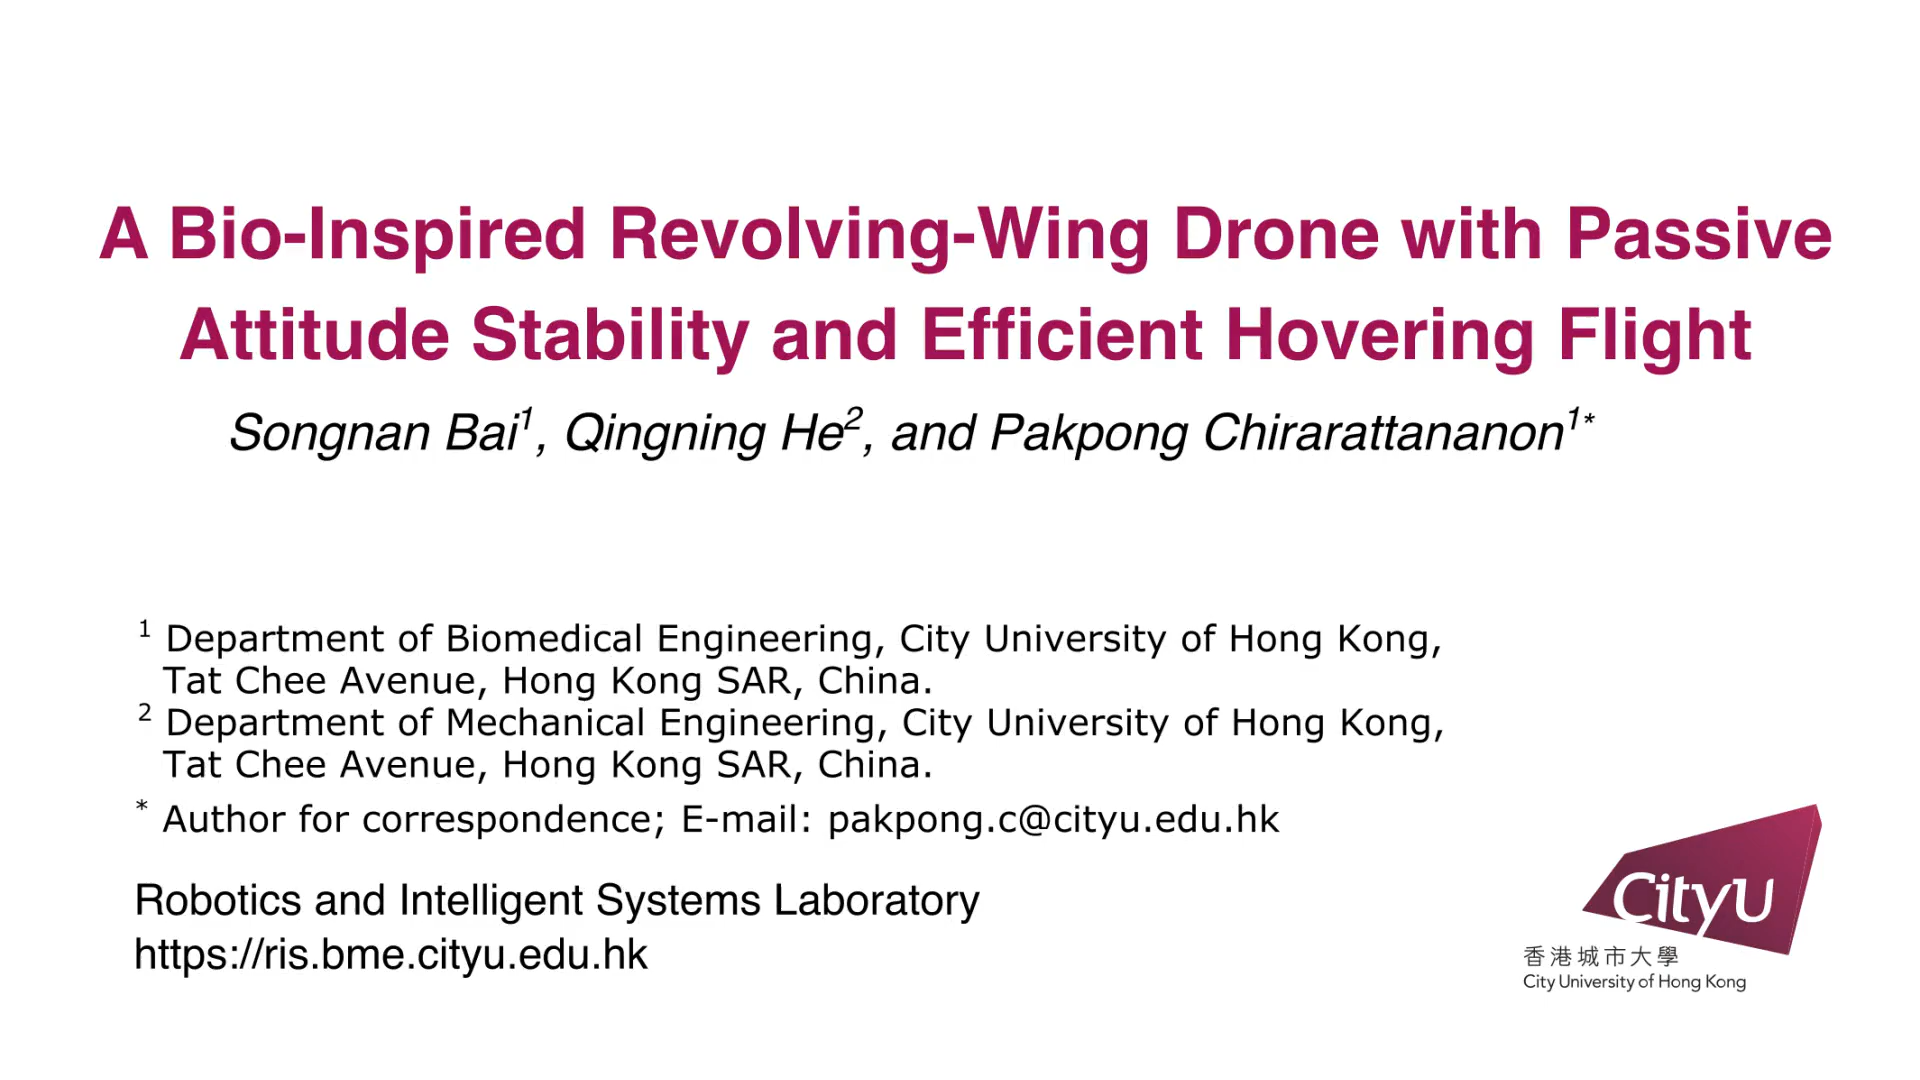 A Bio-Inspired Revolving-Wing Drone with Passive
Attitude Stability and Efficient Hovering Flight
Songnan Bai¹, Qingning He², and Pakpong Chirarattananon¹*
¹ Department of Biomedical Engineering, City University of Hong Kong,
Tat Chee Avenue, Hong Kong SAR, China.
² Department of Mechanical Engineering, City University of Hong Kong,
Tat Chee Avenue, Hong Kong SAR, China.
* Author for correspondence; E-mail: pakpong.c@cityu.edu.hk
Robotics and Intelligent Systems Laboratory
https://ris.bme.cityu.edu.hk
CityU
香港城市大學
City University of Hong Kong